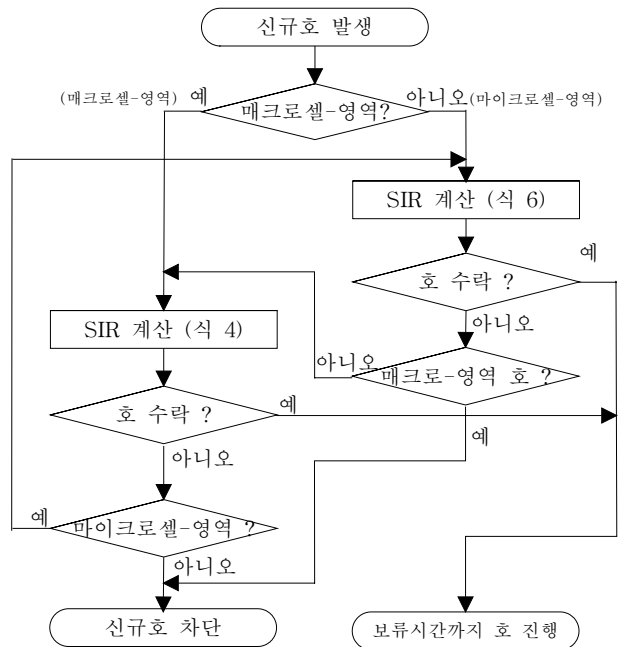 신규호 발생
(매크로셀-영역) 예
아니오(마이크로셀-영역)
매크로셀-영역?
SIR 계산 (식 6)
예
호 수락 ?
아니오
SIR 계산 (식 4)
아니오
매크로-영역 호 ?
호 수락 ?
예
예
아니오
예
마이크로셀-영역 ?
아니오
신규호 차단
보류시간까지 호 진행